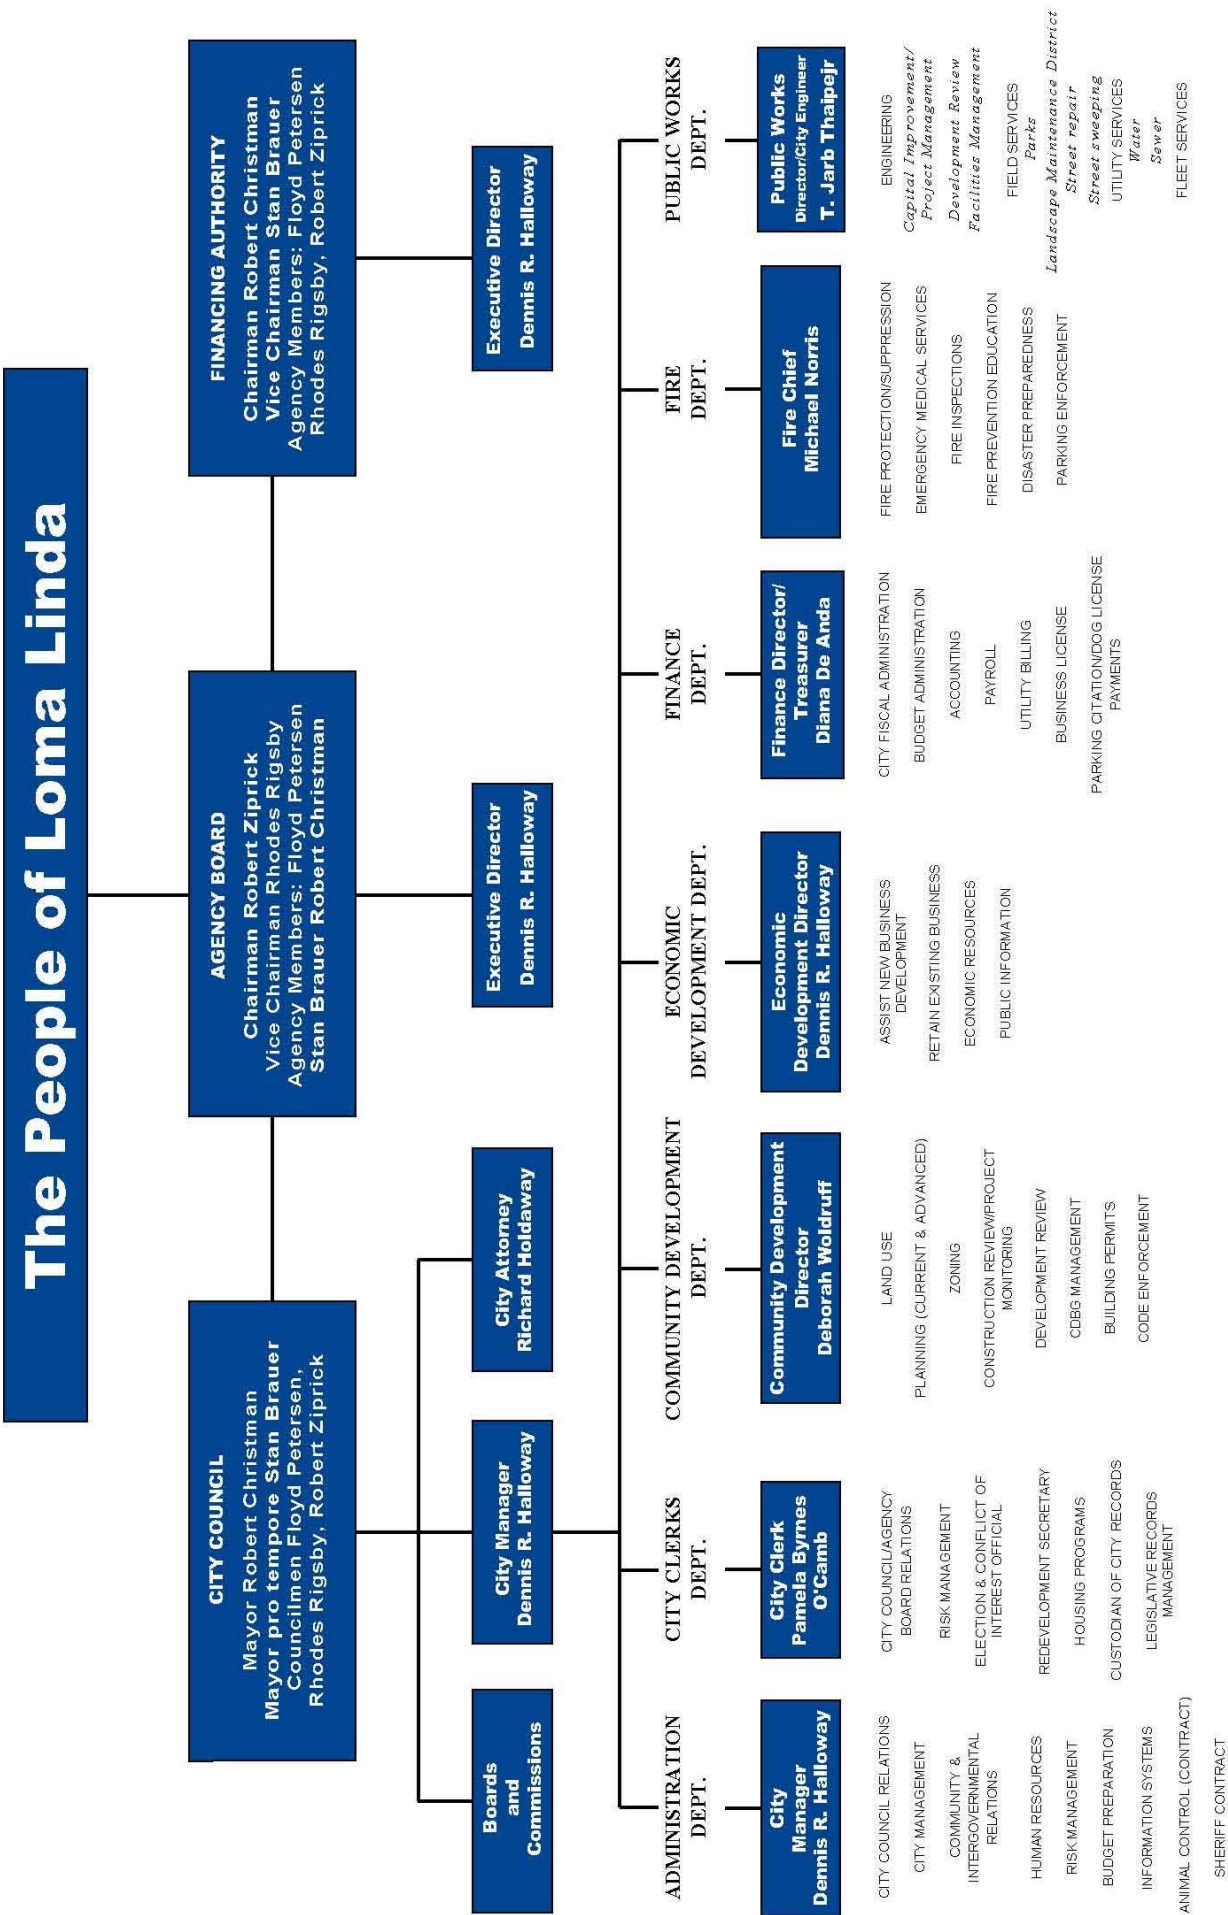 The People of Loma Linda
CITY COUNCIL
Mayor Robert Christman
Mayor pro tempore Stan Brauer
Councilmen Floyd Petersen,
Rhodes Rigsby, Robert Ziprick
AGENCY BOARD
Chairman Robert Ziprick
Vice Chairman Rhodes Rigsby
Agency Members: Floyd Petersen
Stan Brauer Robert Christman
FINANCING AUTHORITY
Chairman Robert Christman
Vice Chairman Stan Brauer
Agency Members: Floyd Petersen
Rhodes Rigsby, Robert Ziprick
Boards
and
Commissions
City Manager
Dennis R. Halloway
City Attorney
Richard Holdaway
Executive Director
Dennis R. Halloway
Executive Director
Dennis R. Halloway
ADMINISTRATION
DEPT.
City
Manager
Dennis R. Halloway
CITY COUNCIL RELATIONS
CITY MANAGEMENT
COMMUNITY &
INTERGOVERNMENTAL
RELATIONS
HUMAN RESOURCES
RISK MANAGEMENT
BUDGET PREPARATION
INFORMATION SYSTEMS
ANIMAL CONTROL (CONTRACT)
SHERIFF CONTRACT
CITY CLERKS
DEPT.
City Clerk
Pamela Byrnes
O'Camb
CITY COUNCIL/AGENCY
BOARD RELATIONS
RISK MANAGEMENT
ELECTION & CONFLICT OF
INTEREST OFFICIAL
REDEVELOPMENT SECRETARY
HOUSING PROGRAMS
CUSTODIAN OF CITY RECORDS
LEGISLATIVE RECORDS
MANAGEMENT
COMMUNITY DEVELOPMENT
DEPT.
Community Development
Director
Deborah Woldruff
LAND USE
PLANNING (CURRENT & ADVANCED)
ZONING
CONSTRUCTION REVIEW/PROJECT
MONITORING
DEVELOPMENT REVIEW
CDBG MANAGEMENT
BUILDING PERMITS
CODE ENFORCEMENT
ECONOMIC
DEVELOPMENT DEPT.
Economic
Development Director
Dennis R. Halloway
ASSIST NEW BUSINESS
DEVELOPMENT
RETAIN EXISTING BUSINESS
ECONOMIC RESOURCES
PUBLIC INFORMATION
FINANCE
DEPT.
Finance Director/
Treasurer
Diana De Anda
CITY FISCAL ADMINISTRATION
BUDGET ADMINISTRATION
ACCOUNTING
PAYROLL
UTILITY BILLING
BUSINESS LICENSE
PARKING CITATION/DOG LICENSE
PAYMENTS
FIRE
DEPT.
Fire Chief
Michael Norris
FIRE PROTECTION/SUPPRESSION
EMERGENCY MEDICAL SERVICES
FIRE INSPECTIONS
FIRE PREVENTION EDUCATION
DISASTER PREPAREDNESS
PARKING ENFORCEMENT
PUBLIC WORKS
DEPT.
Public Works
Director/City Engineer
T. Jarb Thaipejr
ENGINEERING
Capital Improvement/
Project Management
Development Review
Facilities Management
FIELD SERVICES
Parks
Landscape Maintenance District
Street repair
Street sweeping
UTILITY SERVICES
Water
Sewer
FLEET SERVICES